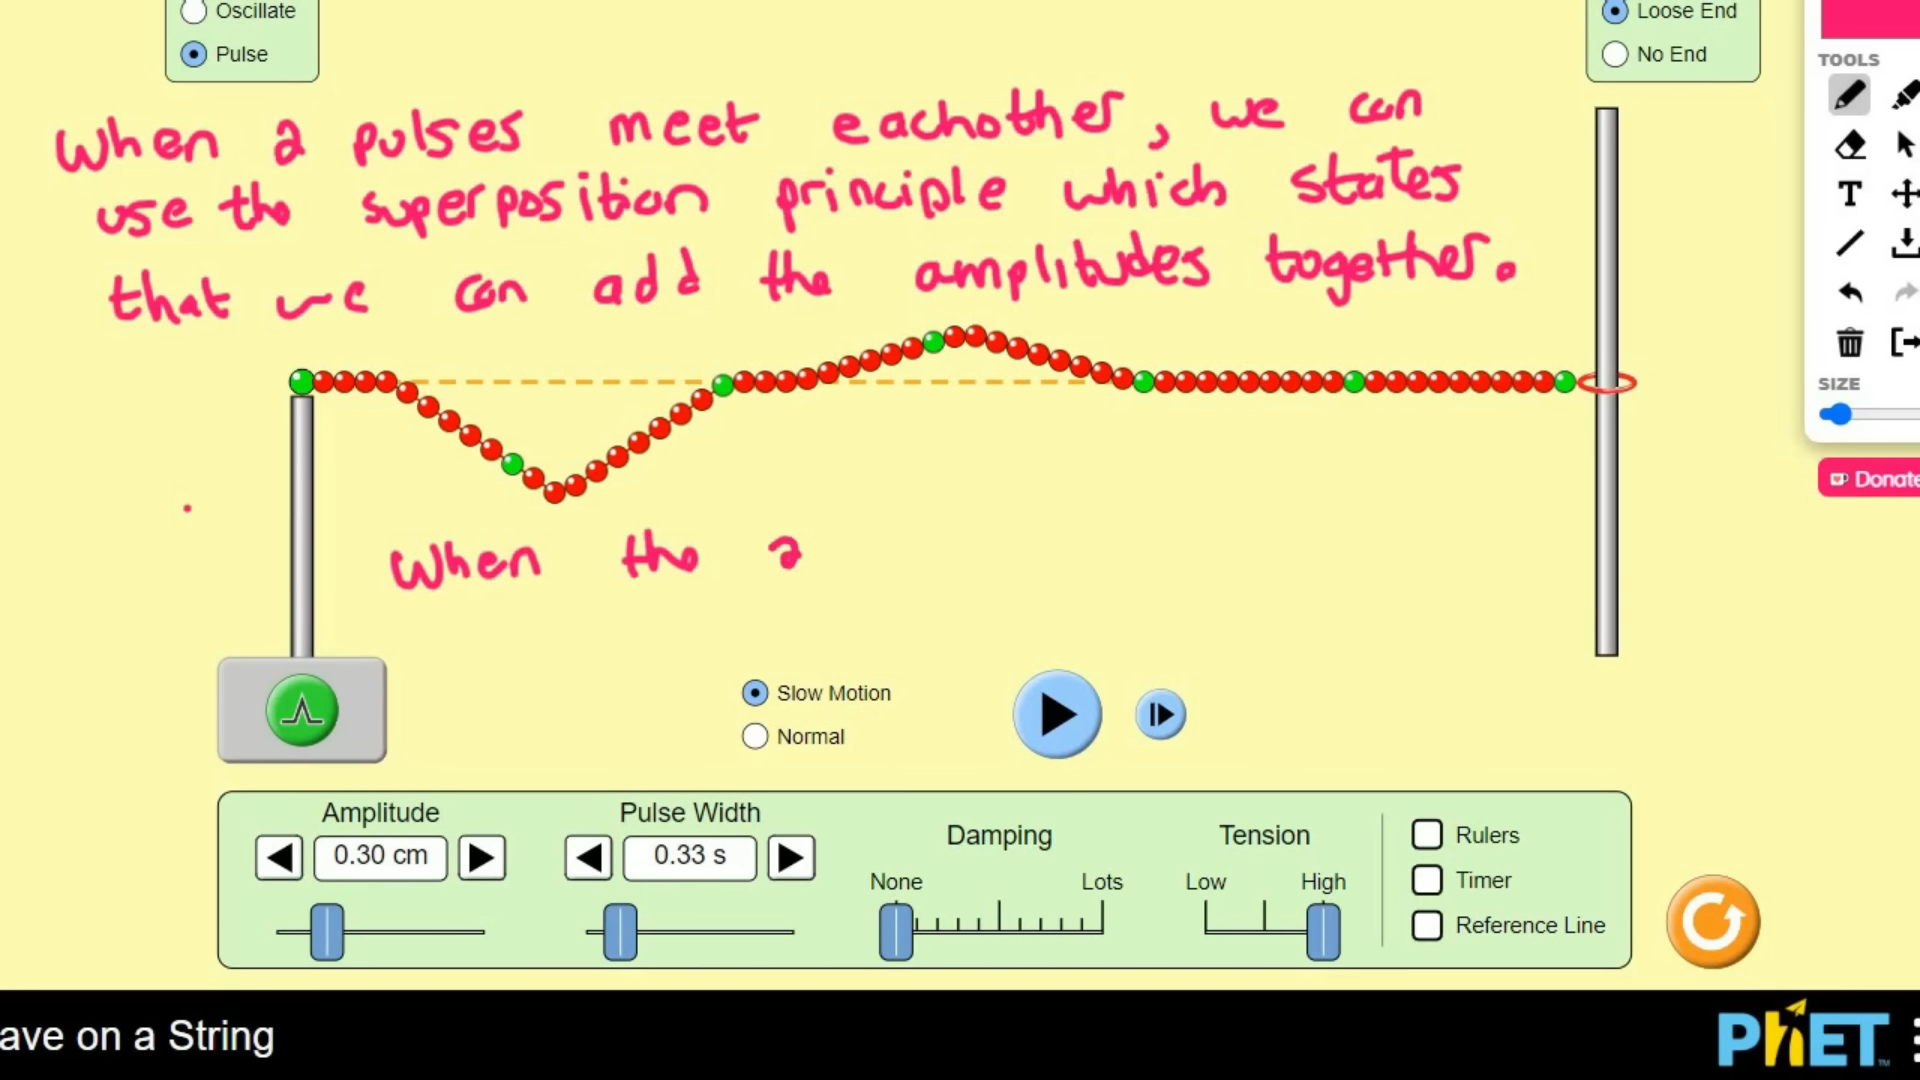 Oscillate
Pulse
Loose End
No End
TOOLS
When 2 pulses meet eachother, we can
use the superposition principle which states
that we can add the amplitudes together.
SIZE
Donate
When the 2
Slow Motion
Normal
Amplitude
0.30 cm
Pulse Width
0.33 s
Damping
None
Lots
Tension
Low
High
Rulers
Timer
Reference Line
ave on a String
PhET